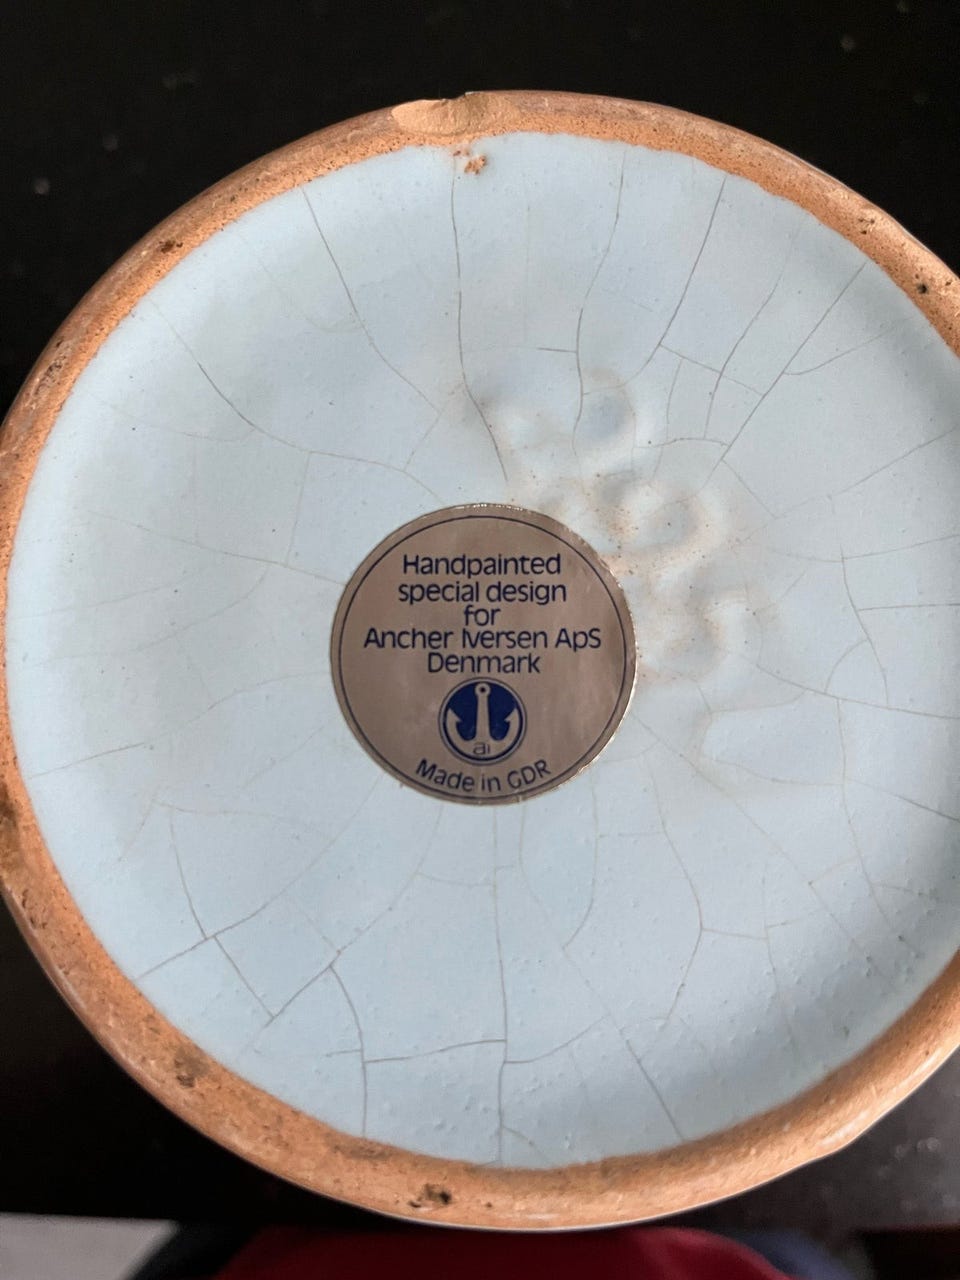 Handpainted
special design
for
Ancher Iversen ApS
Denmark
ai
Made in GDR